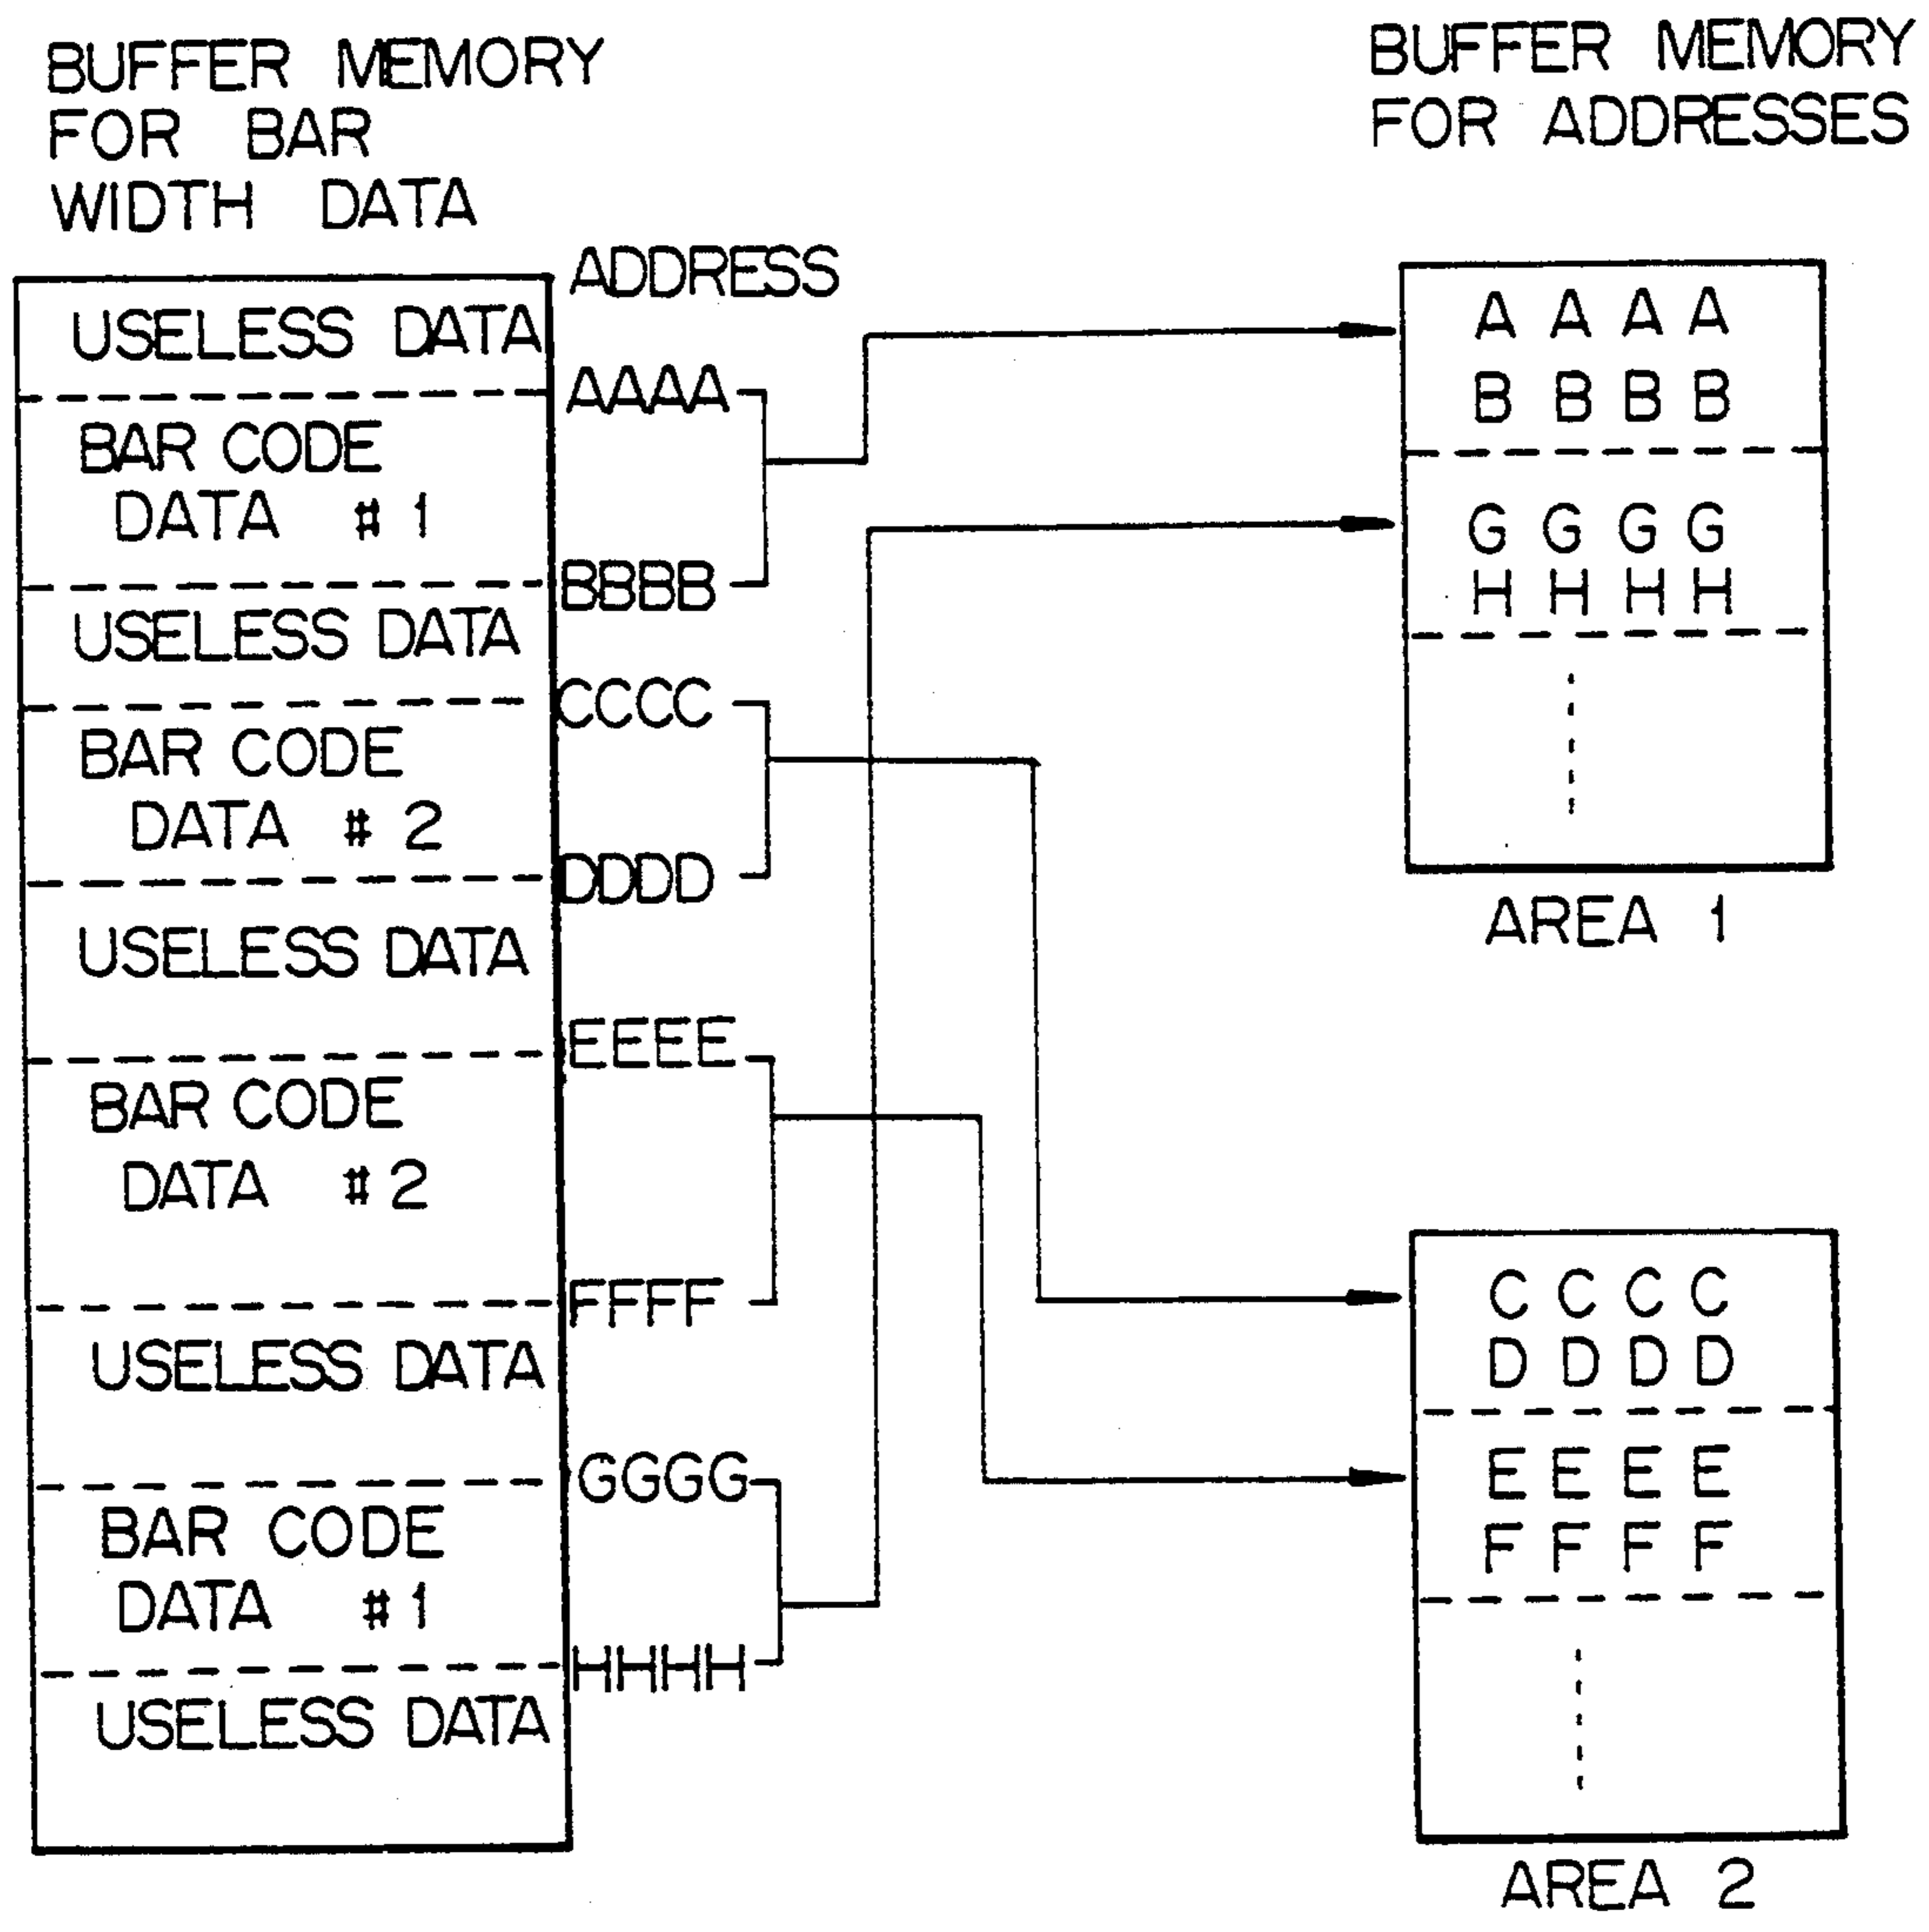 BUFFER MEMORY
FOR BAR
WIDTH DATA
ADDRESS
USELESS DATA
AAAA
BAR CODE
DATA #1
BBBB
USELESS DATA
CCCC
BAR CODE
DATA #2
DDDD
USELESS DATA
EEEE
BAR CODE
DATA #2
FFFF
USELESS DATA
GGGG
BAR CODE
DATA #1
HHHH
USELESS DATA
BUFFER MEMORY
FOR ADDRESSES
A A A A
B B B B
G G G G
H H H H
AREA 1
C C C C
D D D D
E E E E
F F F F
AREA 2